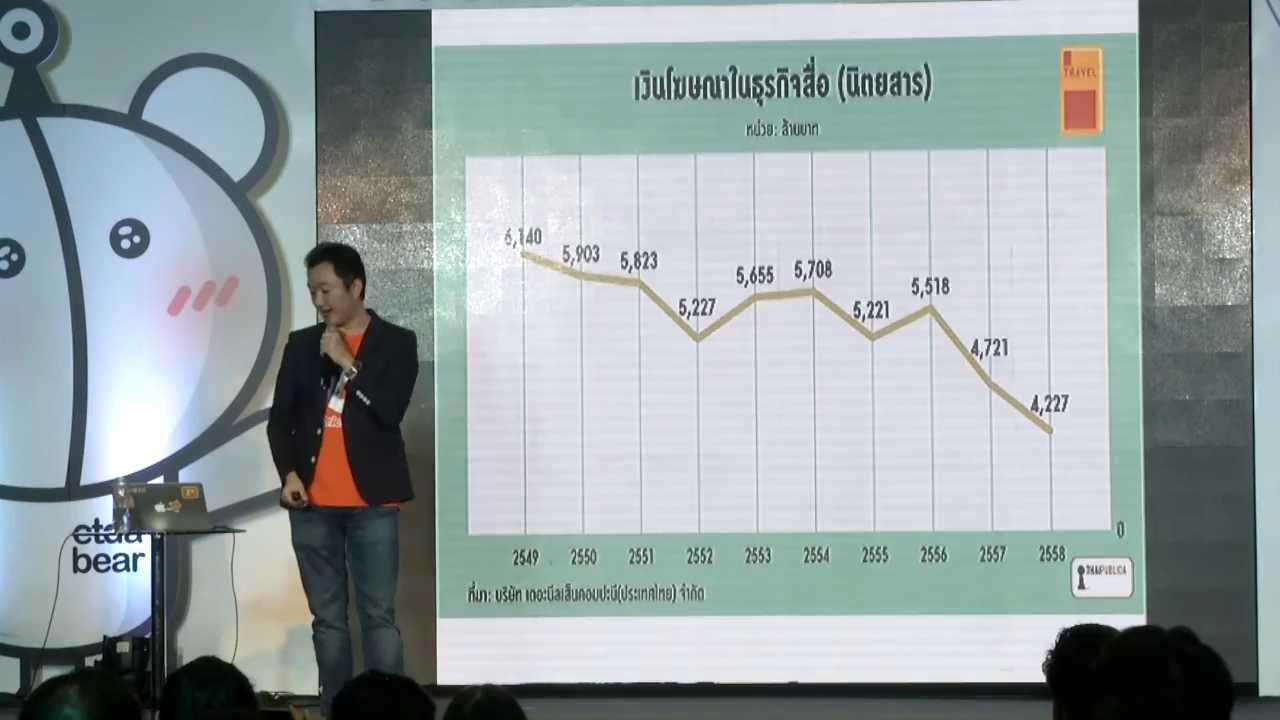 เงินโฆษณาในธุรกิจสื่อ (นิตยสาร)
หน่วย: ล้านบาท
TRAVEL
6,140
5,903
5,823
5,227
5,655
5,708
5,221
5,518
4,721
4,227
0
2549 2550 2551 2552 2553 2554 2555 2556 2557 2558
ที่มา: บริษัท เดอะนีลเส็นคอมปะนี(ประเทศไทย) จำกัด
THAIPUBLICA
etda
bear